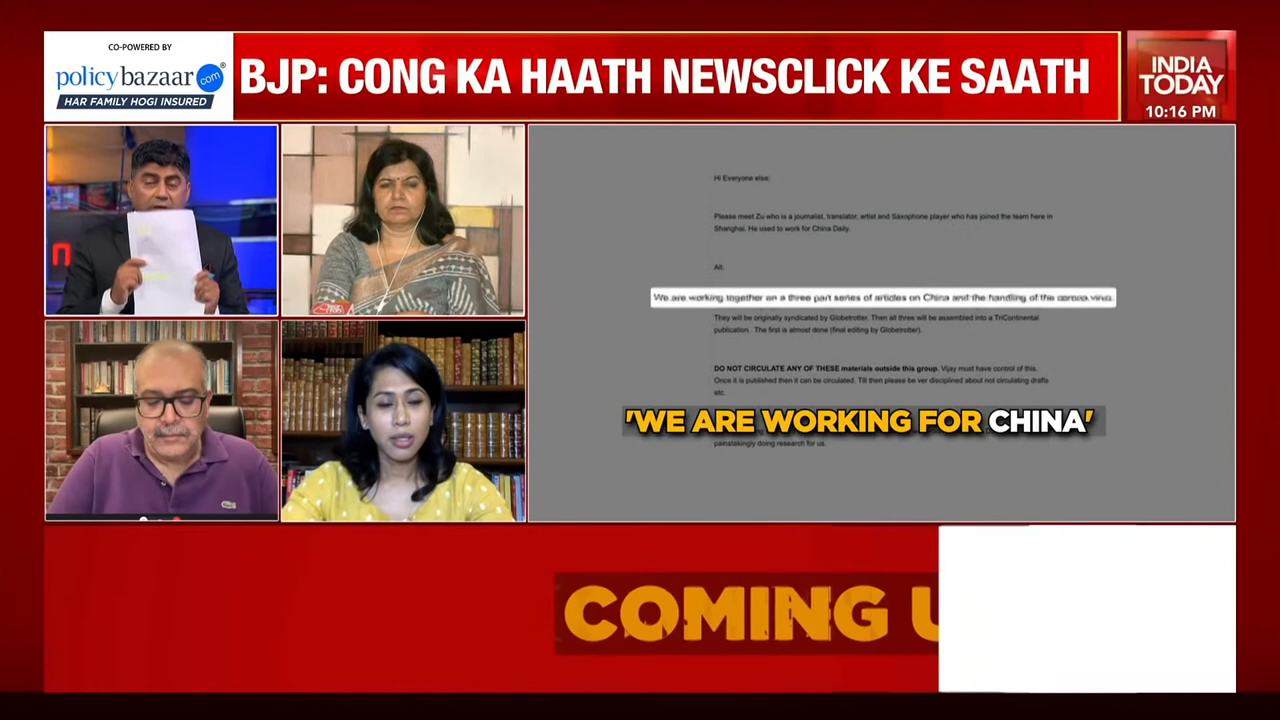 CO-POWERED BY
policybazaar.com
HAR FAMILY HOGI INSURED
BJP: CONG KA HAATH NEWSCLICK KE SAATH
INDIA
TODAY
10:16 PM
Hi Everyone else:
Please meet Zu who is a journalist, translator, artist and Saxophone player who has joined the team here in
Shanghai. He used to work for China Daily.
All:
We are working together on a three part series of articles on China and the handling of the corona virus.
They will be originally syndicated by Globetrotter. Then all three will be assembled into a TriContinental
publication. The first is almost done (final editing by Globetrotter).
DO NOT CIRCULATE ANY OF THESE materials outside this group. Vijay must have control of this.
Once it is published then it can be circulated. Till then please be ver disciplined about not circulating drafts
etc.
'WE ARE WORKING FOR CHINA'
painstakingly doing research for us.
COMING U